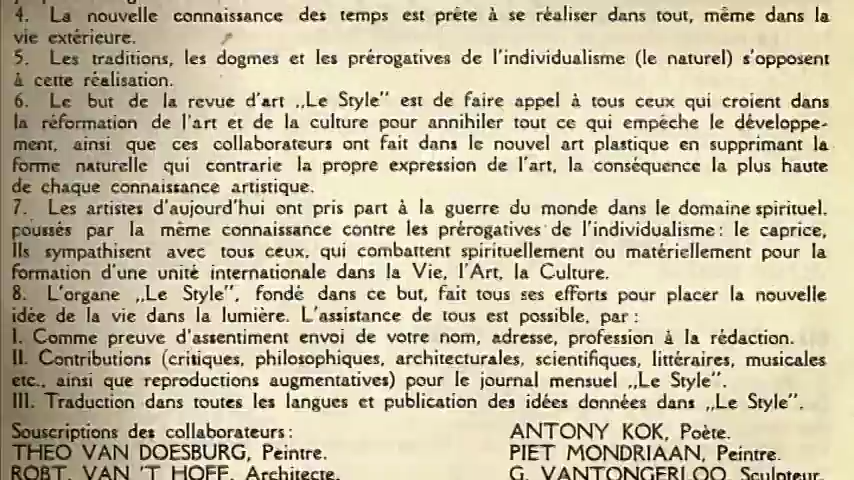 4. La nouvelle connaissance des temps est prête à se réaliser dans tout, même dans la
vie extérieure.
5. Les traditions, les dogmes et les prérogatives de l'individualisme (le naturel) s'opposent
à cette réalisation.
6. Le but de la revue d'art „Le Style” est de faire appel à tous ceux qui croient dans
la réformation de l'art et de la culture pour annihiler tout ce qui empêche le développe-
ment, ainsi que ces collaborateurs ont fait dans le nouvel art plastique en supprimant la
forme naturelle qui contrarie la propre expression de l'art, la conséquence la plus haute
de chaque connaissance artistique.
7. Les artistes d'aujourd'hui ont pris part à la guerre du monde dans le domaine spirituel,
poussés par la même connaissance contre les prérogatives de l'individualisme: le caprice,
Ils sympathisent avec tous ceux, qui combattent spirituellement ou matériellement pour la
formation d'une unité internationale dans la Vie, l'Art, la Culture.
8. L'organe „Le Style”, fondé dans ce but, fait tous ses efforts pour placer la nouvelle
idée de la vie dans la lumière. L'assistance de tous est possible, par :
I. Comme preuve d'assentiment envoi de votre nom, adresse, profession à la rédaction.
II. Contributions (critiques, philosophiques, architecturales, scientifiques, littéraires, musicales
etc., ainsi que reproductions augmentatives) pour le journal mensuel „Le Style”.
III. Traduction dans toutes les langues et publication des idées données dans „Le Style”.
Souscriptions des collaborateurs:
THEO VAN DOESBURG, Peintre.
ROBT. VAN 'T HOFF, Architecte.
ANTONY KOK, Poète.
PIET MONDRIAAN, Peintre.
G. VANTONGERLOO, Sculpteur.